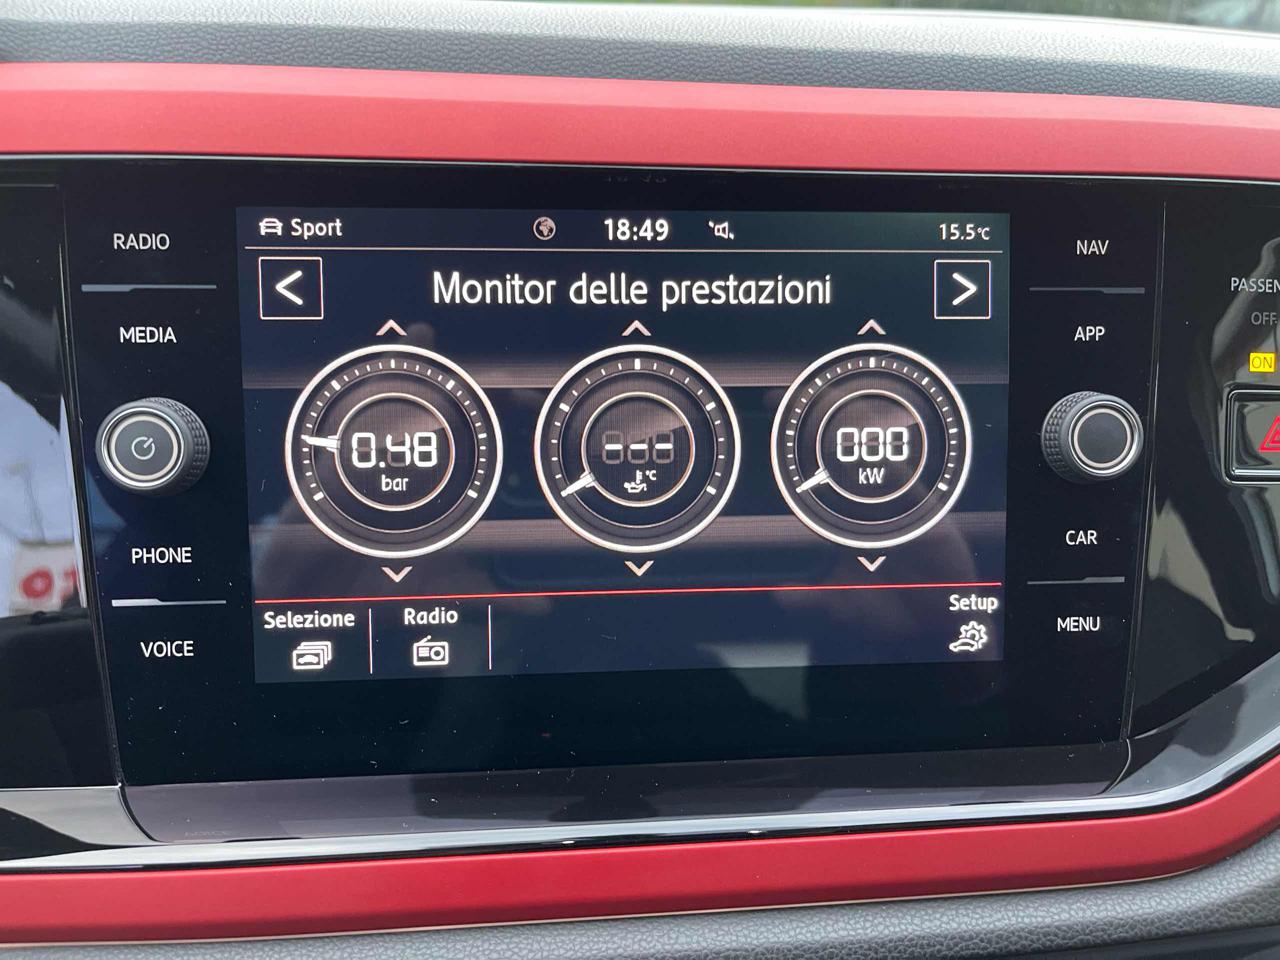 RADIO
MEDIA
PHONE
VOICE
Sport
18:49
15.5°C
< Monitor delle prestazioni >
0.48
bar
---
°C
000
kW
Selezione
Radio
Setup
NAV
APP
CAR
MENU
ON